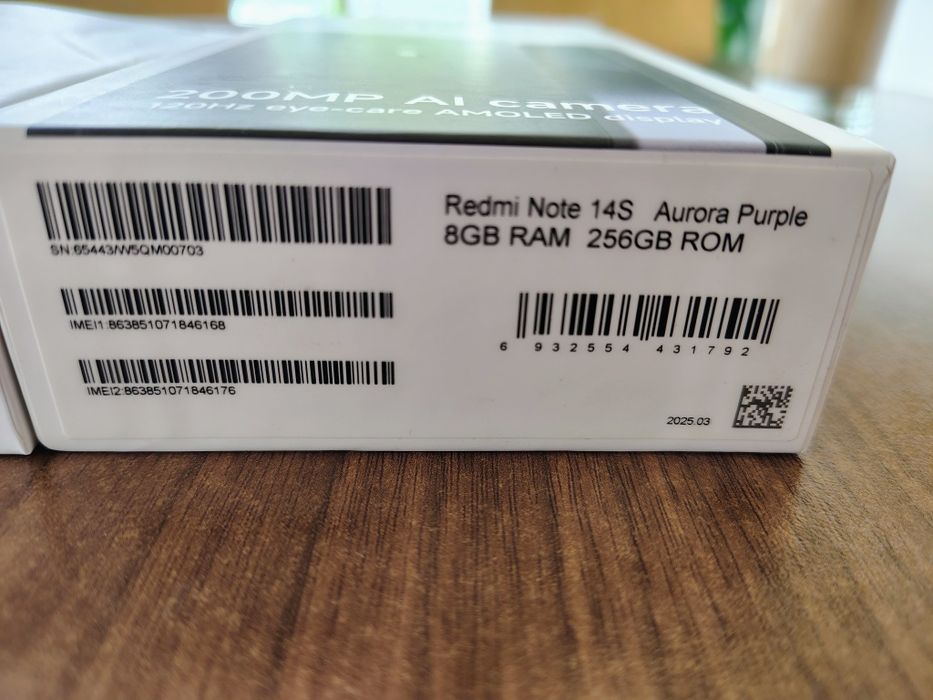 200MP AI camera
120Hz eye-care AMOLED display
SN:65443/W5QM00703
Redmi Note 14S Aurora Purple
8GB RAM 256GB ROM
IMEI1:863851071846168
6 932554 431792
IMEI2:863851071846176
2025.03